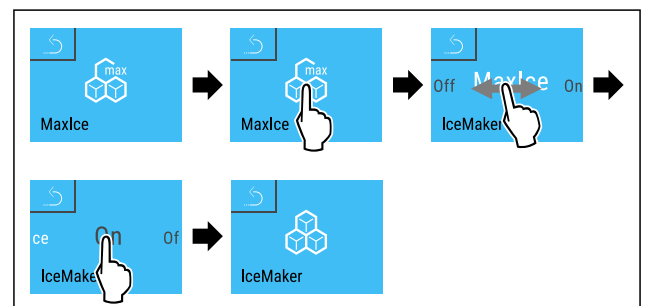 max
MaxIce
max
MaxIce
Off MaxIce On
IceMaker
ce On Of
IceMake
IceMaker